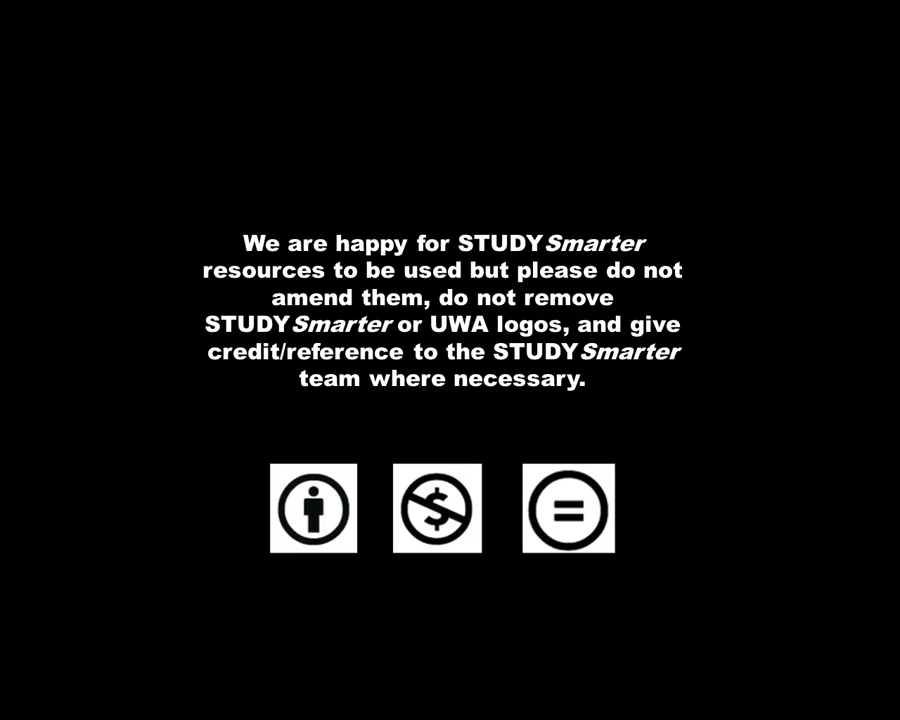 We are happy for STUDYSmarter
resources to be used but please do not
amend them, do not remove
STUDYSmarter or UWA logos, and give
credit/reference to the STUDYSmarter
team where necessary.